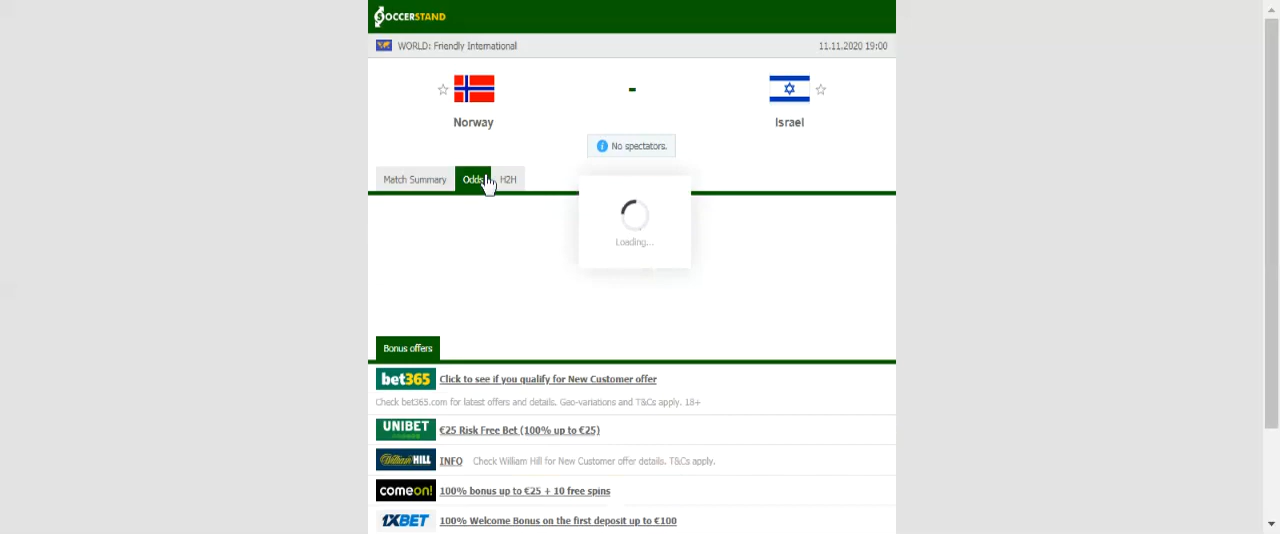 SOCCERSTAND
WORLD: Friendly International 11.11.2020 19:00
-
Norway Israel
No spectators.
Match Summary Odds H2H
Loading...
Bonus offers
bet365 Click to see if you qualify for New Customer offer
Check bet365.com for latest offers and details. Geo-variations and T&Cs apply. 18+
UNIBET €25 Risk Free Bet (100% up to €25)
William HILL INFO Check William Hill for New Customer offer details. T&Cs apply.
comeon! 100% bonus up to €25 + 10 free spins
1XBET 100% Welcome Bonus on the first deposit up to €100